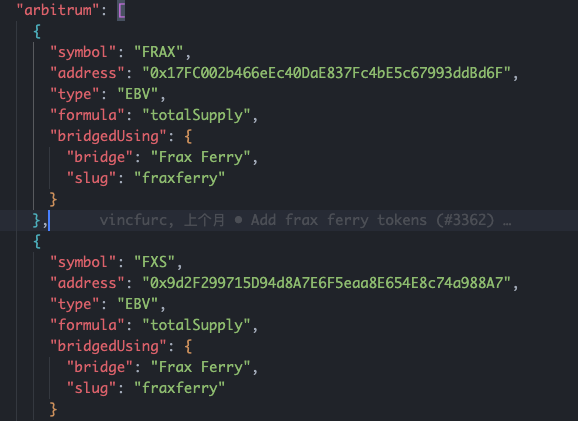 "arbitrum": [
{
"symbol": "FRAX",
"address": "0x17FC002b466eEc40DaE837Fc4bE5c67993ddBd6F",
"type": "EBV",
"formula": "totalSupply",
"bridgedUsing": {
"bridge": "Frax Ferry",
"slug": "fraxferry"
}
}, vincfurc, 上个月 • Add frax ferry tokens (#3362) …
{
"symbol": "FXS",
"address": "0x9d2F299715D94d8A7E6F5eaa8E654E8c74a988A7",
"type": "EBV",
"formula": "totalSupply",
"bridgedUsing": {
"bridge": "Frax Ferry",
"slug": "fraxferry"
}